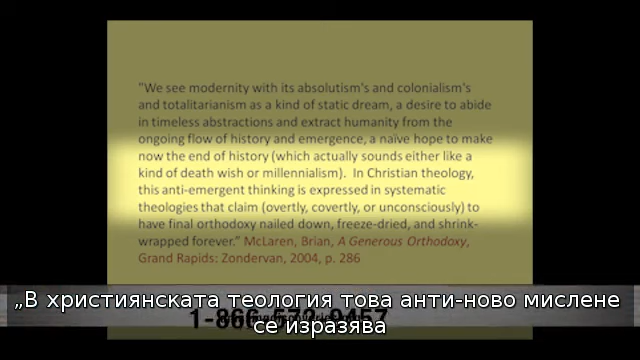 "We see modernity with its absolutism's and colonialism's
and totalitarianism as a kind of static dream, a desire to abide
in timeless abstractions and extract humanity from the
ongoing flow of history and emergence, a naïve hope to make
now the end of history (which actually sounds either like a
kind of death wish or millennialism).  In Christian theology,
this anti-emergent thinking is expressed in systematic
theologies that claim (overtly, covertly, or unconsciously) to
have final orthodoxy nailed down, freeze-dried, and shrink-
wrapped forever." McLaren, Brian, A Generous Orthodoxy,
Grand Rapids: Zondervan, 2004, p. 286
„В християнската теология това анти-ново мислене
се изразява
1-866-572-9457